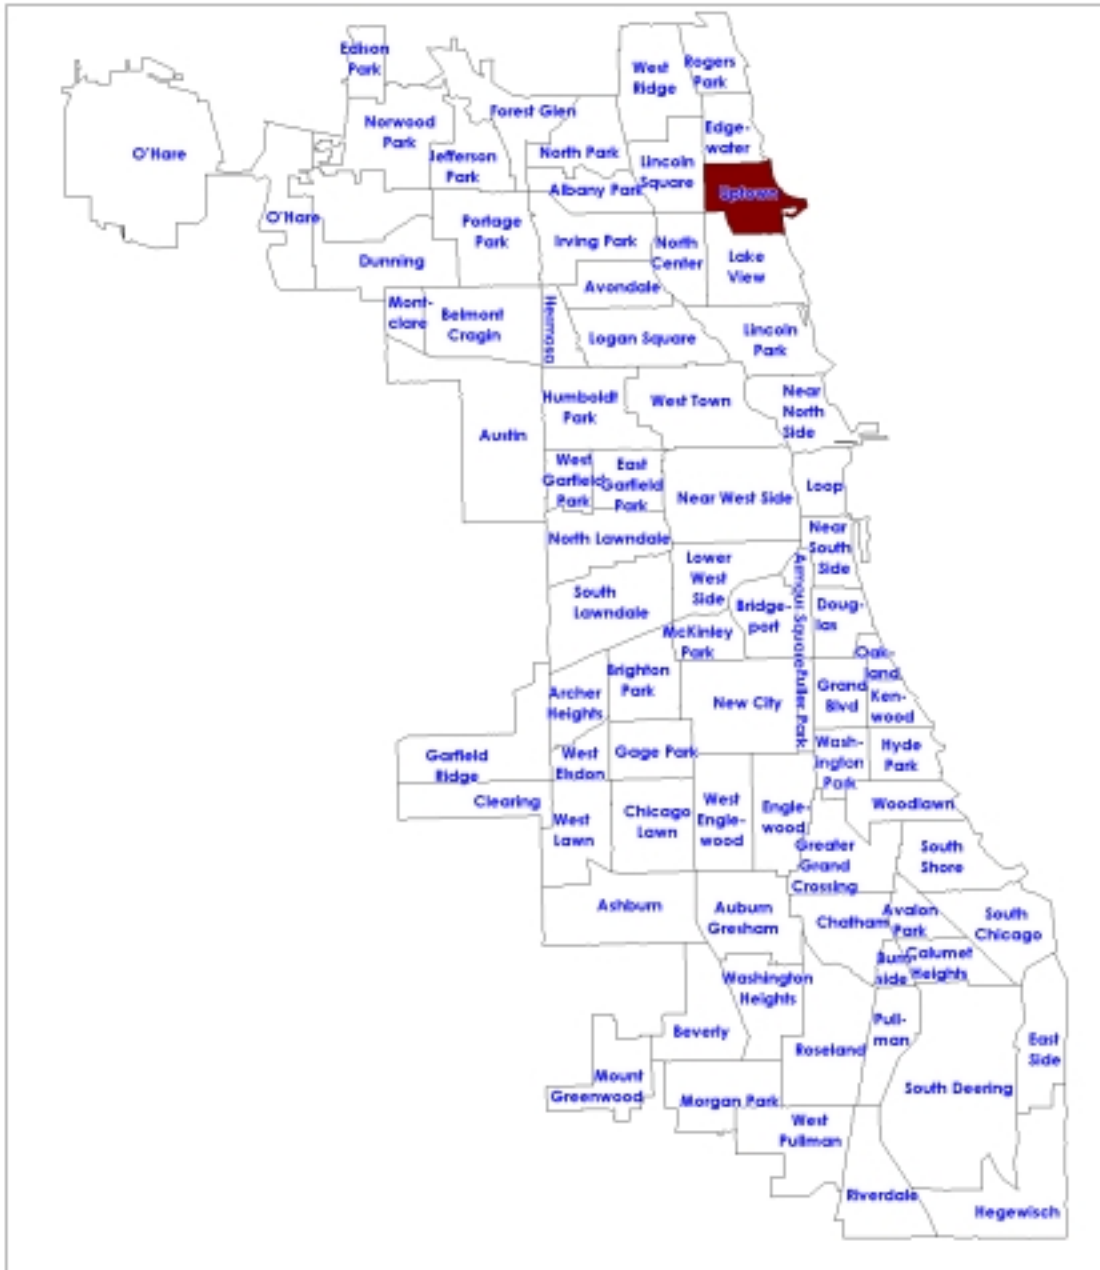 Edison
Park
West
Ridge
Rogers
Park
Forest Glen
Norwood
Park
Edge-
water
O'Hare
Jefferson
Park
North Park
Lincoln
Square
Albany Park
Uptown
O'Hare
Portage
Park
Irving Park
North
Center
Lake
View
Dunning
Avondale
Mont-
clare
Belmont
Cragin
Hermosa
Logan Square
Lincoln
Park
Humboldt
Park
West Town
Near
North
Side
Austin
West
Garfield
Park
East
Garfield
Park
Near West Side
Loop
North Lawndale
Near
South
Side
Lower
West
Side
South
Lawndale
Bridge-
port
Armour Square
Doug-
las
McKinley
Park
Oak-
land
Brighton
Park
Archer
Heights
New City
Fuller Park
Grand
Blvd
Ken-
wood
Garfield
Ridge
West
Elsdon
Gage Park
Wash-
ington
Park
Hyde
Park
Clearing
West
Lawn
Chicago
Lawn
West
Engle-
wood
Engle-
wood
Woodlawn
Greater
Grand
Crossing
South
Shore
Ashburn
Auburn
Gresham
Chatham
Avalon
Park
South
Chicago
Burn-
side
Calumet
Heights
Washington
Heights
Beverly
Roseland
Pull-
man
East
Side
Mount
Greenwood
Morgan Park
South Deering
West
Pullman
Riverdale
Hegewisch